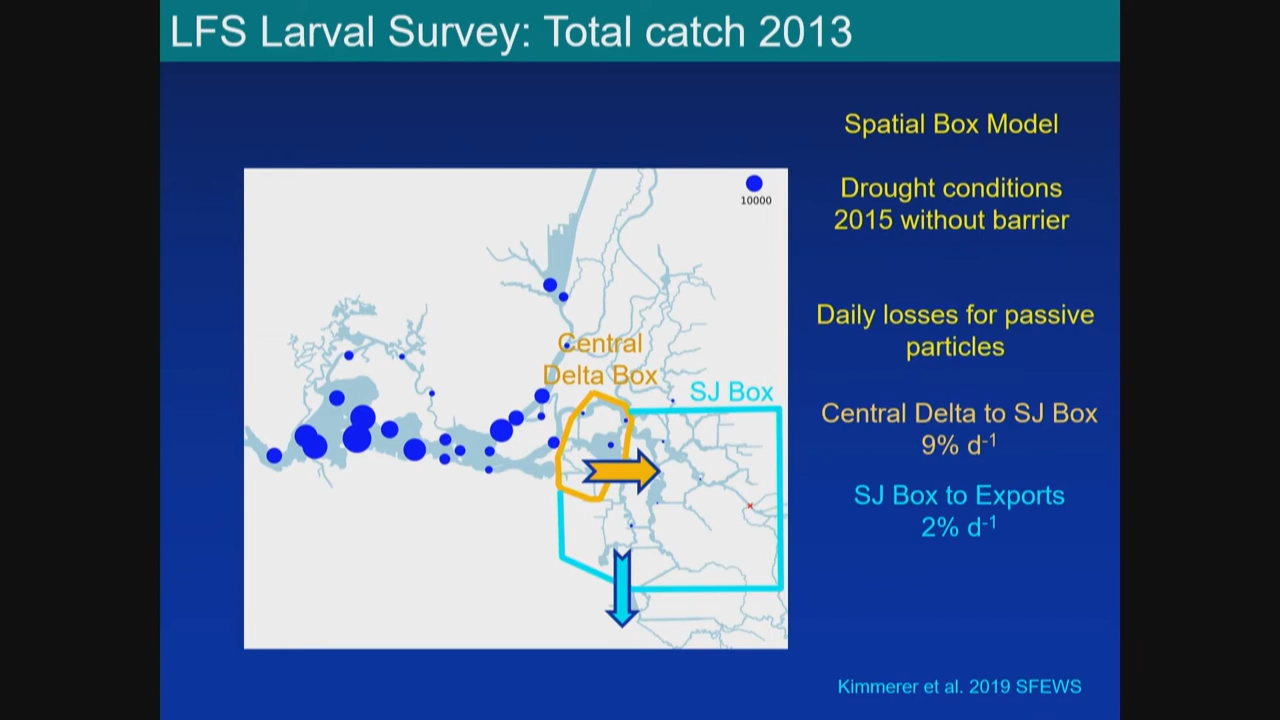 LFS Larval Survey: Total catch 2013
Spatial Box Model
Drought conditions
2015 without barrier
Daily losses for passive
particles
Central Delta to SJ Box
9% d-1
SJ Box to Exports
2% d-1
10000
Central
Delta Box
SJ Box
Kimmerer et al. 2019 SFEWS